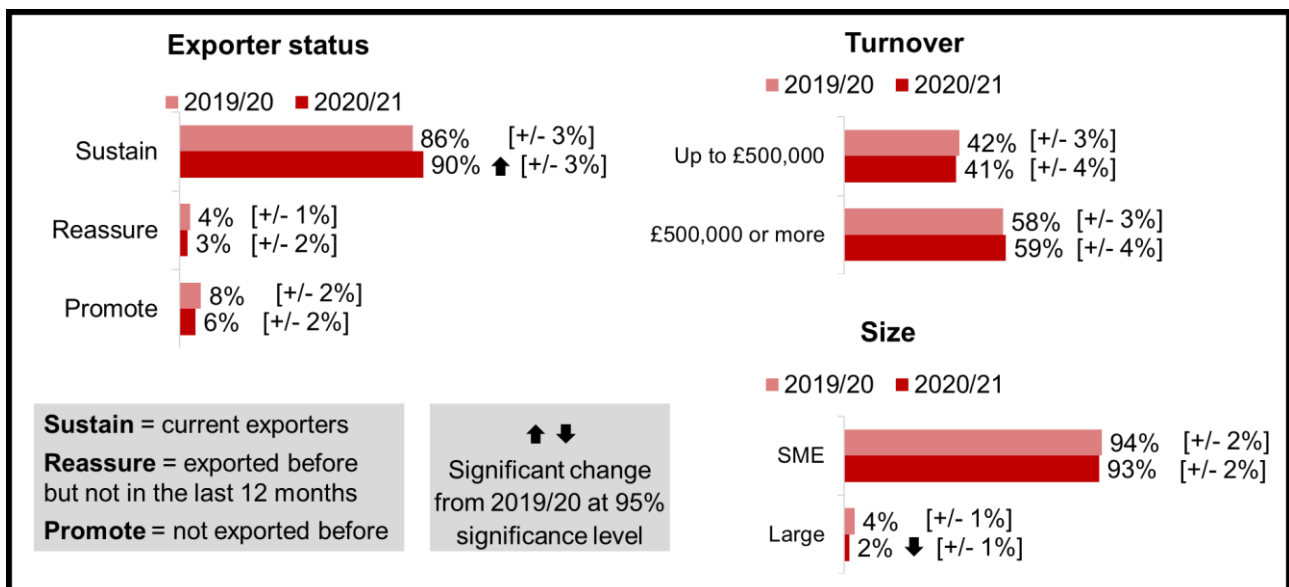 Exporter status
2019/20 2020/21
Sustain
86% [+/- 3%]
90% ⬆ [+/- 3%]
Reassure
4% [+/- 1%]
3% [+/- 2%]
Promote
8% [+/- 2%]
6% [+/- 2%]
Sustain = current exporters
Reassure = exported before
but not in the last 12 months
Promote = not exported before
⬆ ⬇
Significant change
from 2019/20 at 95%
significance level
Turnover
2019/20 2020/21
Up to £500,000
42% [+/- 3%]
41% [+/- 4%]
£500,000 or more
58% [+/- 3%]
59% [+/- 4%]
Size
2019/20 2020/21
SME
94% [+/- 2%]
93% [+/- 2%]
Large
4% [+/- 1%]
2% ⬇ [+/- 1%]